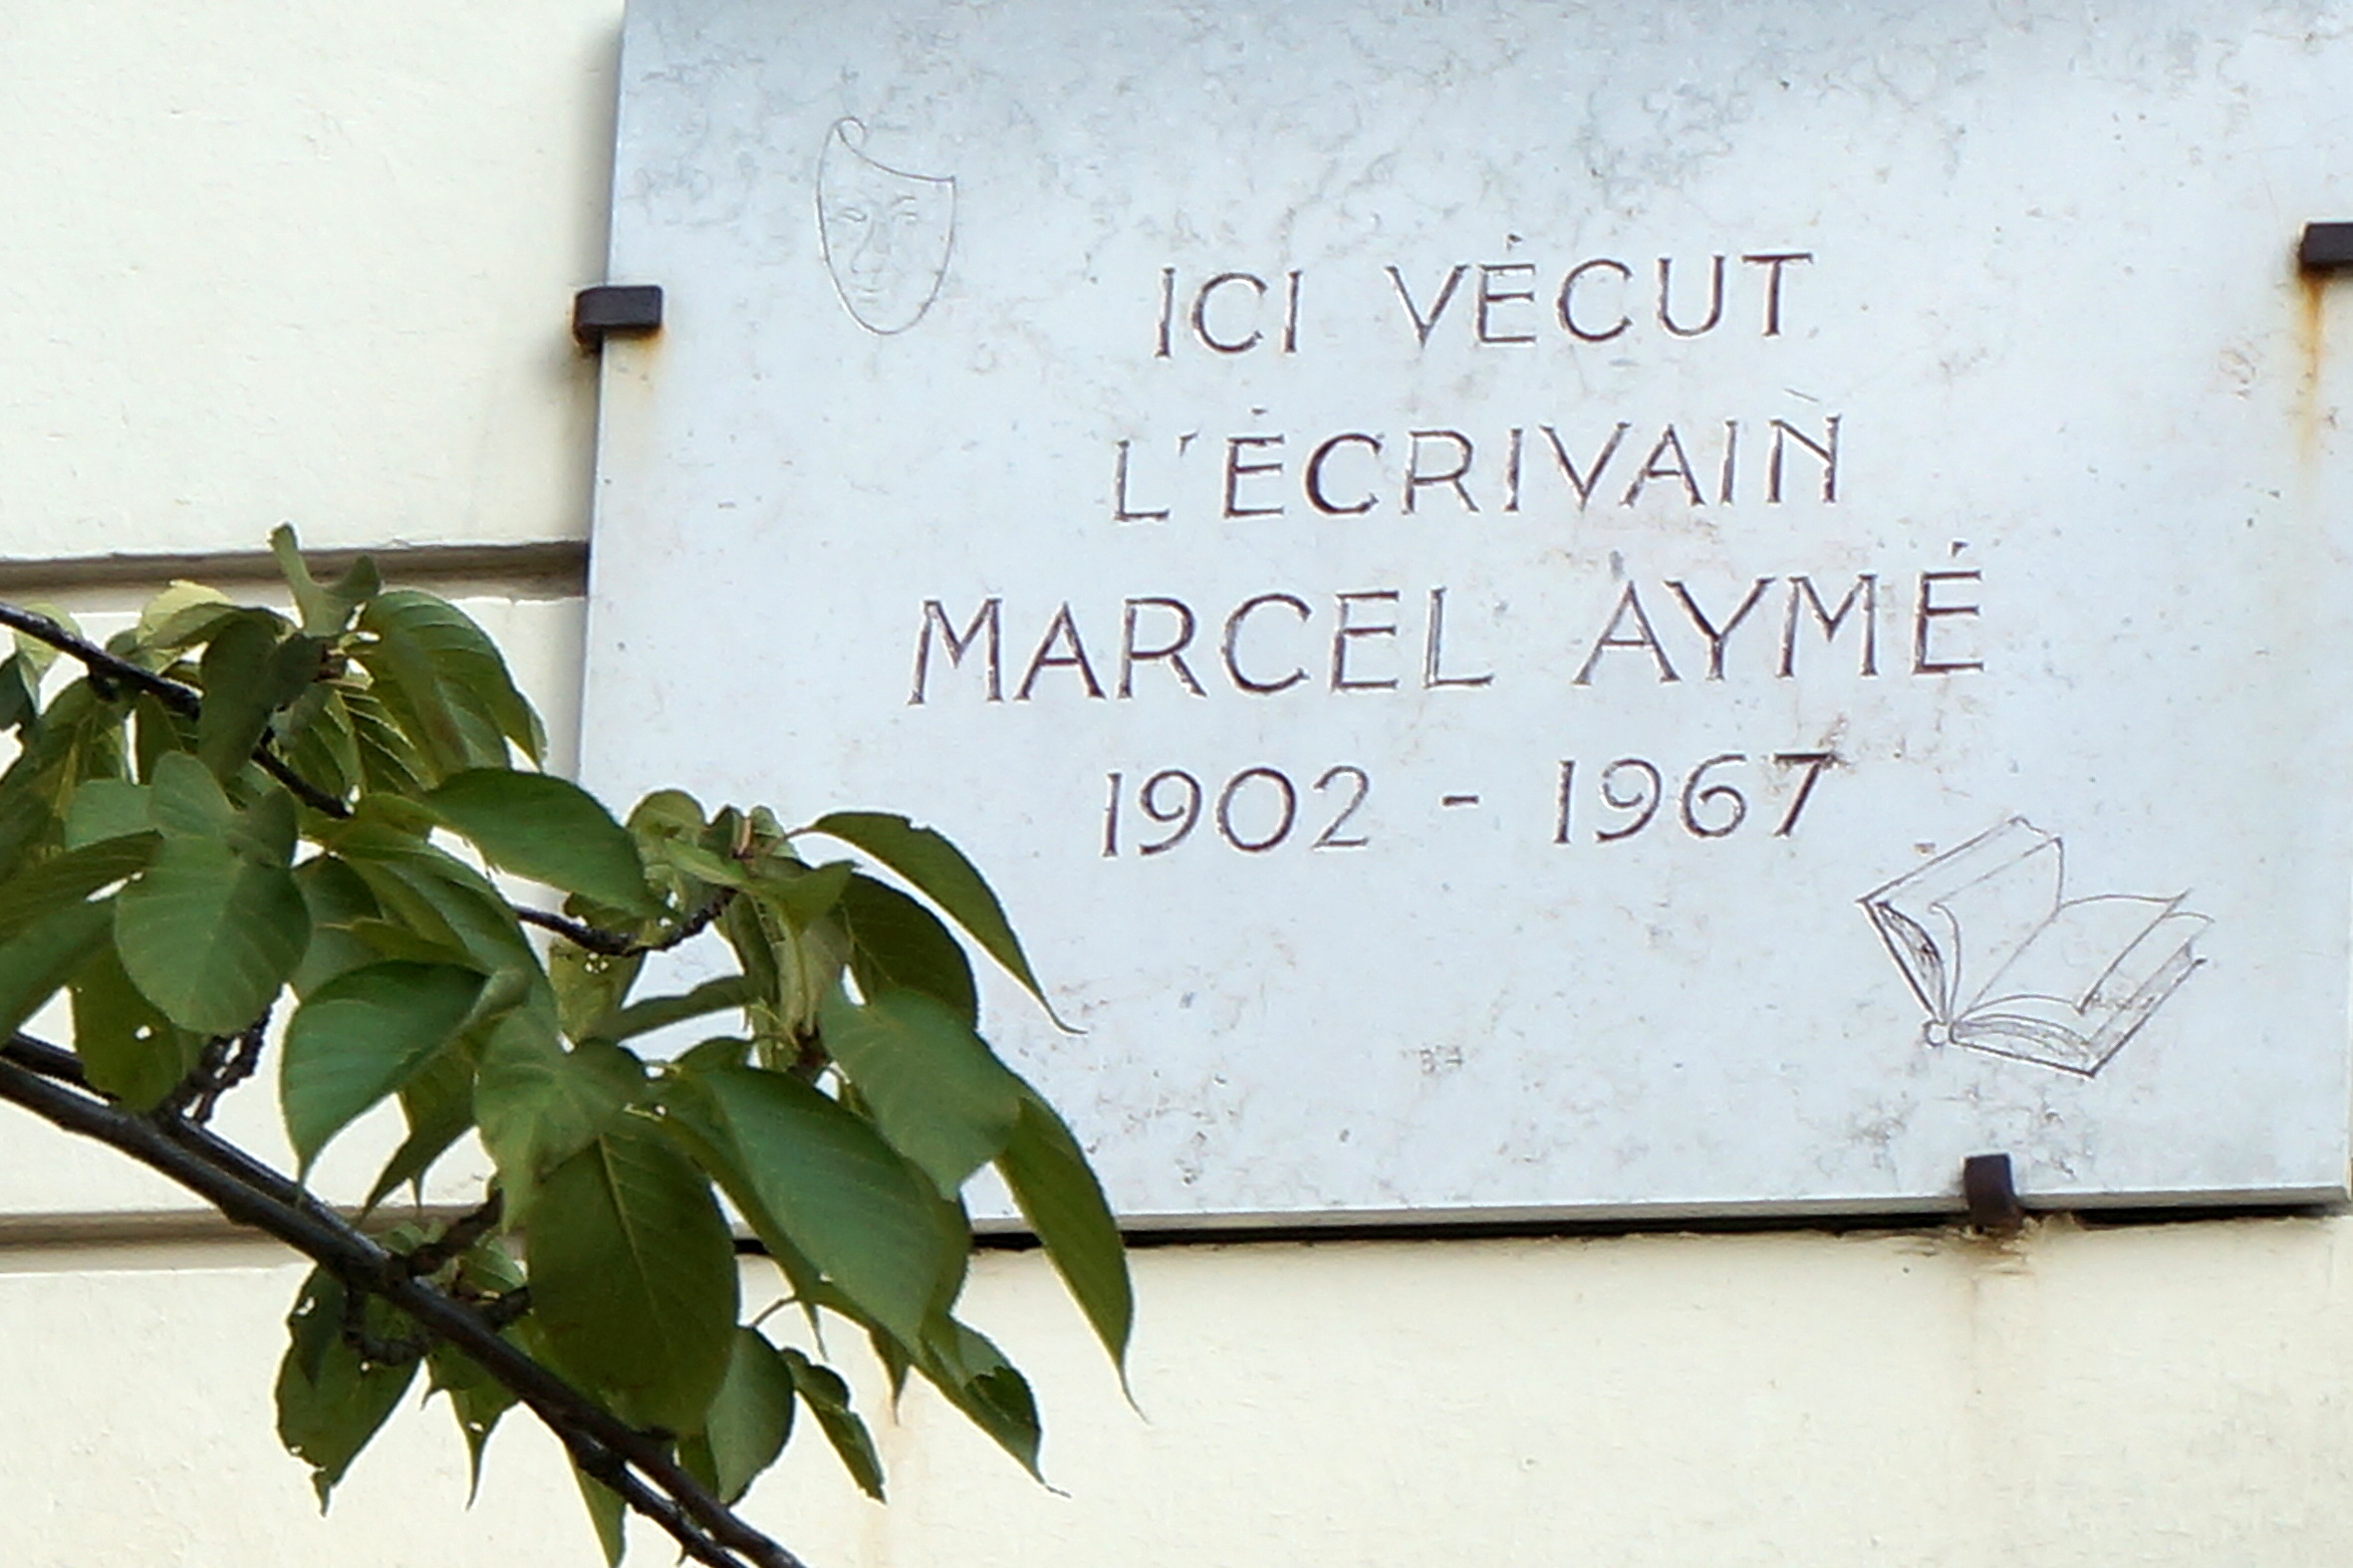 ICI VÉCUT
L'ÉCRIVAIN
MARCEL AYMÉ
1902 - 1967